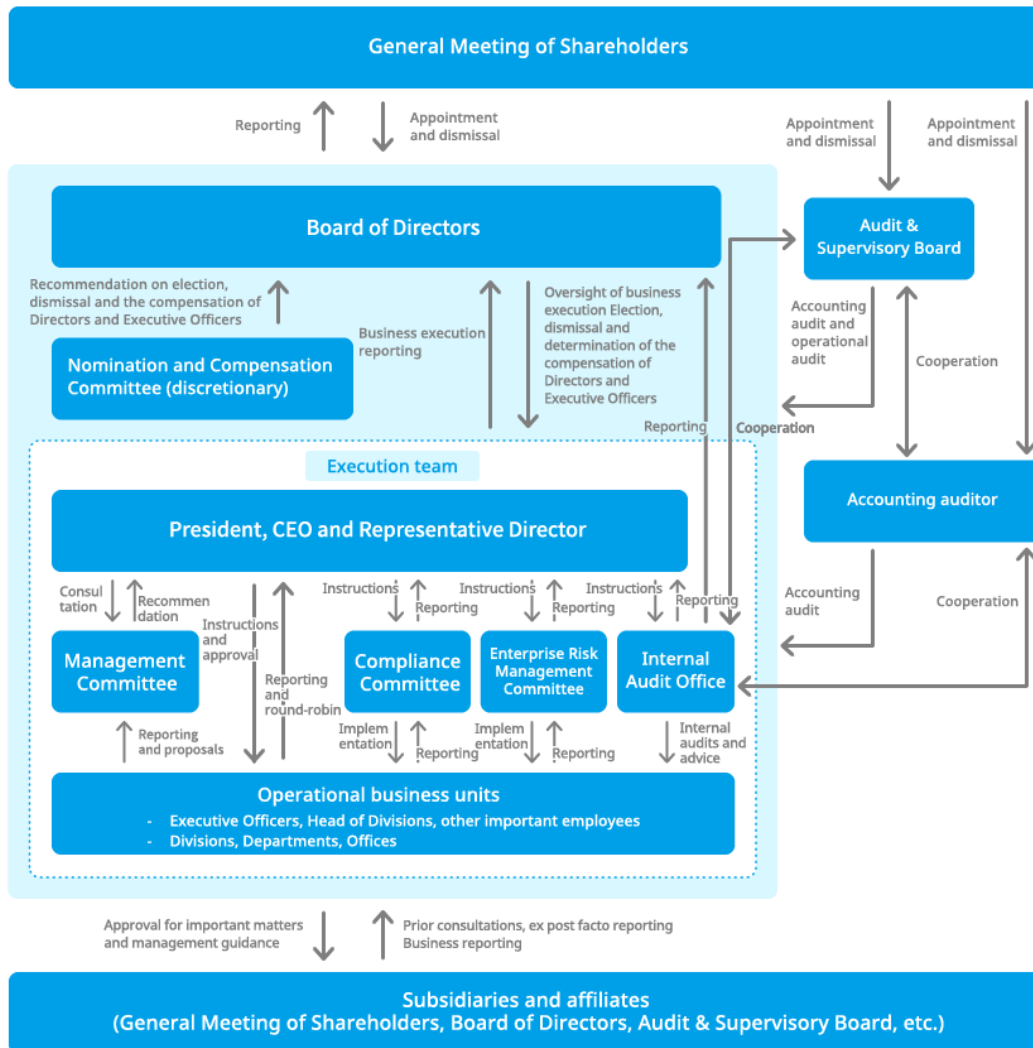 General Meeting of Shareholders
Reporting
Appointment
and dismissal
Appointment
and dismissal
Appointment
and dismissal
Board of Directors
Audit &
Supervisory Board
Recommendation on election,
dismissal and the compensation of
Directors and Executive Officers
Business execution
reporting
Oversight of business
execution Election,
dismissal and
determination of the
compensation of
Directors and
Executive Officers
Accounting
audit and
operational
audit
Cooperation
Nomination and Compensation
Committee (discretionary)
Reporting
Cooperation
Execution team
President, CEO and Representative Director
Accounting auditor
Consul
tation
Recommen
dation
Instructions
and
approval
Reporting
and
round-robin
Instructions
Reporting
Instructions
Reporting
Instructions
Reporting
Accounting
audit
Cooperation
Management
Committee
Compliance
Committee
Enterprise Risk
Management
Committee
Internal
Audit Office
Reporting
and proposals
Implem
entation
Reporting
Implem
entation
Reporting
Internal
audits and
advice
Operational business units
- Executive Officers, Head of Divisions, other important employees
- Divisions, Departments, Offices
Approval for important matters
and management guidance
Prior consultations, ex post facto reporting
Business reporting
Subsidiaries and affiliates
(General Meeting of Shareholders, Board of Directors, Audit & Supervisory Board, etc.)